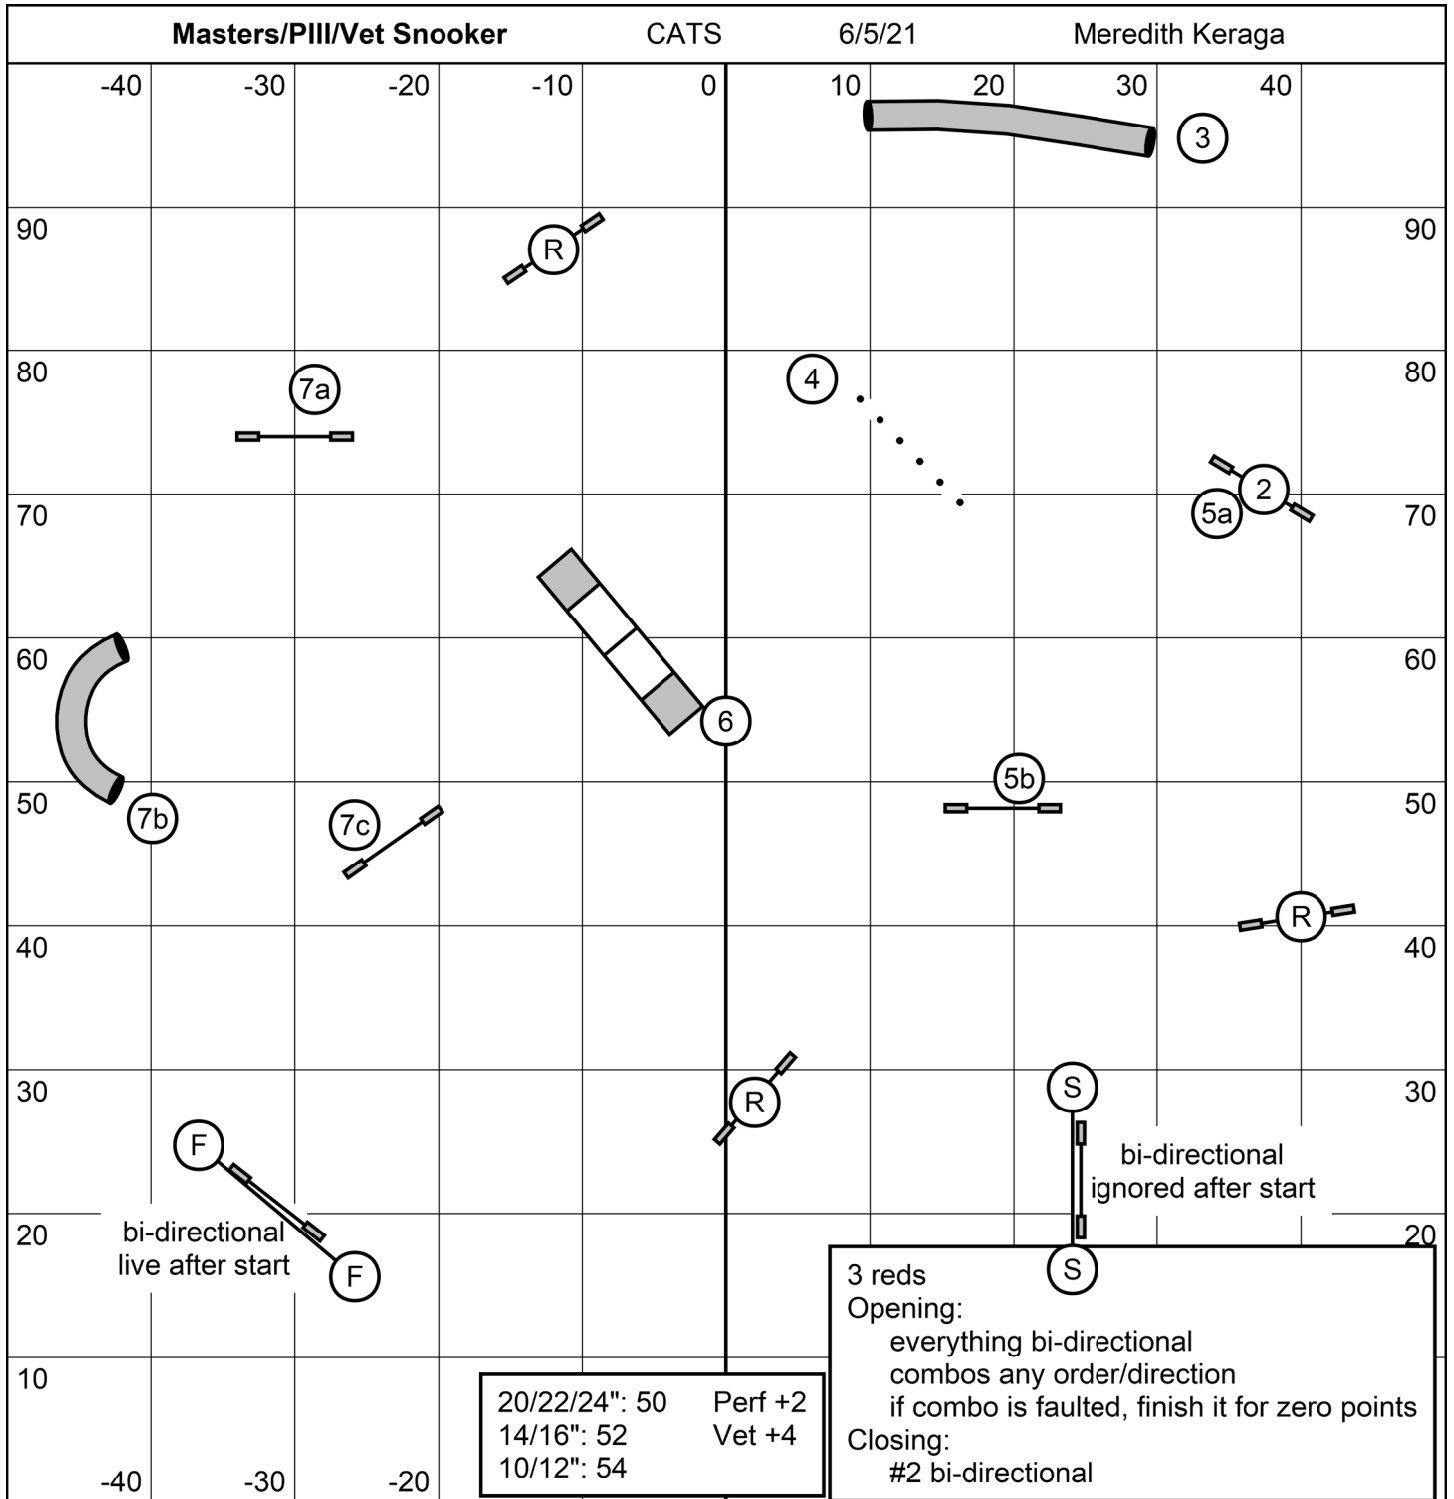 Masters/PIII/Vet Snooker CATS 6/5/21 Meredith Keraga
-40 -30 -20 -10 0 10 20 30 40
3
90 R 90
80 7a 4 80
2
70 5a 70
60 60
6
50 7b 7c 5b 50
40 R 40
30 R S 30
F bi-directional
ignored after start
20 bi-directional 20
live after start
F S
3 reds
Opening:
everything bi-directional
combos any order/direction
if combo is faulted, finish it for zero points
Closing:
#2 bi-directional
10
20/22/24": 50 Perf +2
14/16": 52 Vet +4
10/12": 54
-40 -30 -20